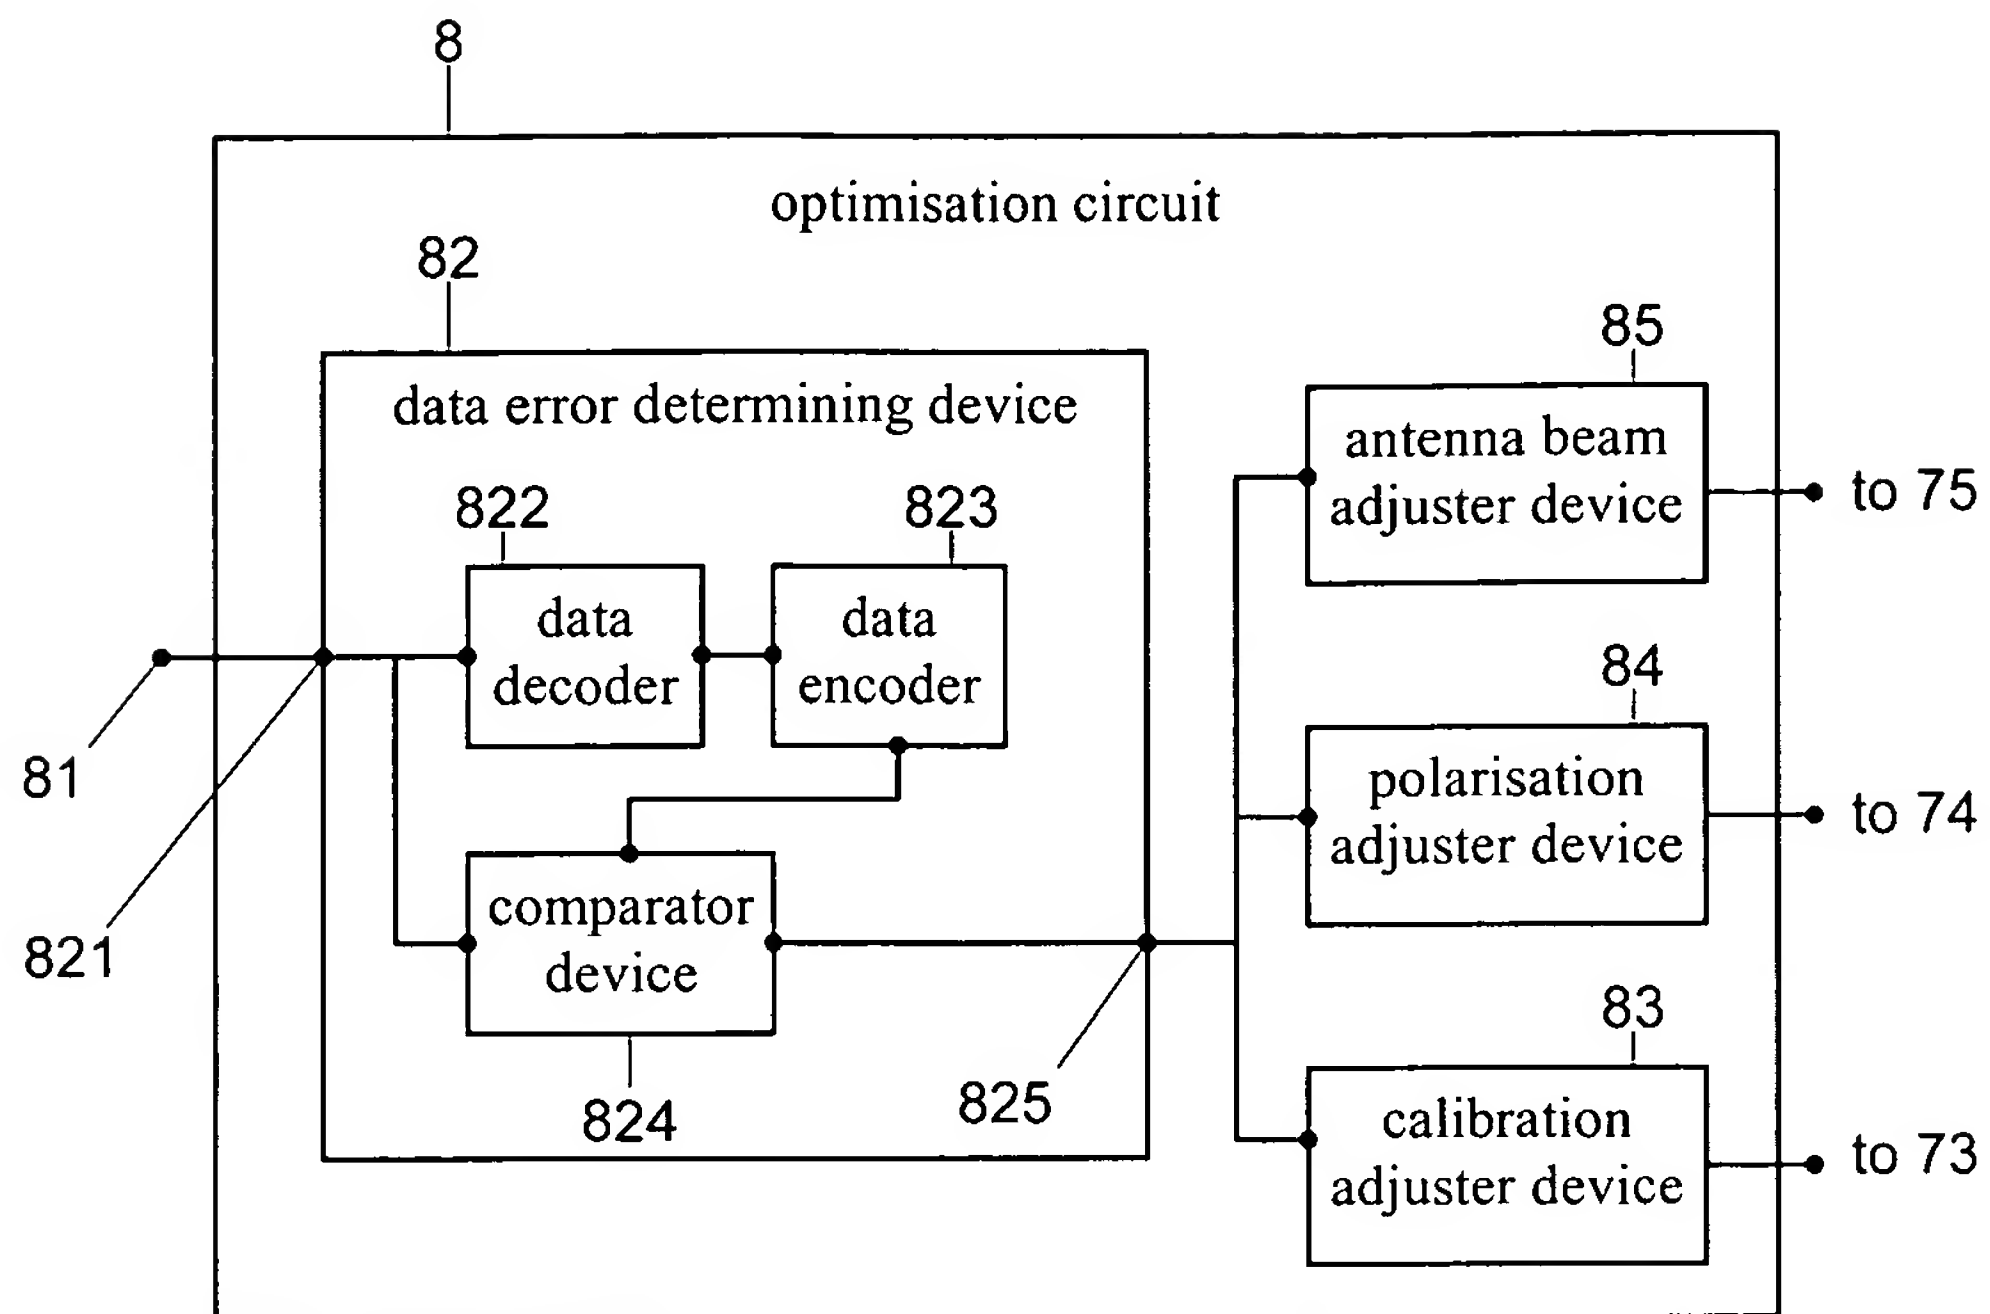 8
optimisation circuit
82
data error determining device
822
823
data
decoder
data
encoder
81
821
comparator
device
824
825
85
antenna beam
adjuster device
to 75
84
polarisation
adjuster device
to 74
83
calibration
adjuster device
to 73